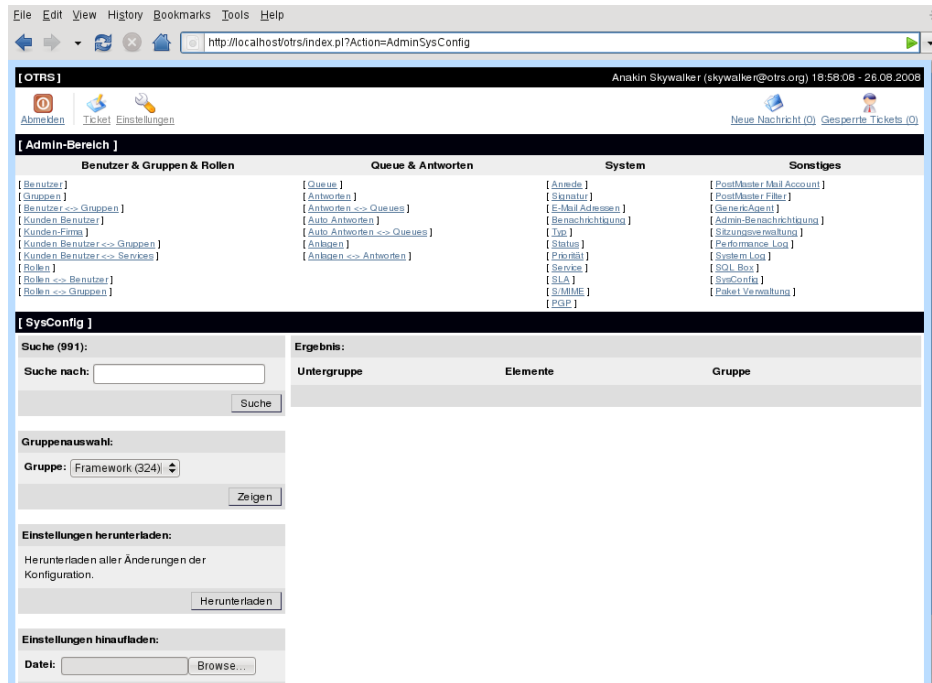 File Edit View History Bookmarks Tools Help
http://localhost/otrs/index.pl?Action=AdminSysConfig
[ OTRS ] Anakin Skywalker (skywalker@otrs.org) 18:58:08 - 26.08.2008
Abmelden Ticket Einstellungen Neue Nachricht (0) Gesperrte Tickets (0)
[ Admin-Bereich ]
Benutzer & Gruppen & Rollen Queue & Antworten System Sonstiges
[ Benutzer ] [ Queue ] [ Anrede ] [ PostMaster Mail Account ]
[ Gruppen ] [ Antworten ] [ Signatur ] [ PostMaster Filter ]
[ Benutzer <-> Gruppen ] [ Antworten <-> Queues ] [ E-Mail Adressen ] [ GenericAgent ]
[ Kunden Benutzer ] [ Auto Antworten ] [ Benachrichtigung ] [ Admin-Benachrichtigung ]
[ Kunden-Firma ] [ Auto Antworten <-> Queues ] [ Typ ] [ Sitzungsverwaltung ]
[ Kunden Benutzer <-> Gruppen ] [ Anlagen ] [ Status ] [ Performance Log ]
[ Kunden Benutzer <-> Services ] [ Anlagen <-> Antworten ] [ Priorität ] [ System Log ]
[ Rollen ] [ Service ] [ SQL Box ]
[ Rollen <-> Benutzer ] [ SLA ] [ SysConfig ]
[ Rollen <-> Gruppen ] [ S/MIME ] [ Paket Verwaltung ]
[ PGP ]
[ SysConfig ]
Suche (991): Ergebnis:
Suche nach: Untergruppe Elemente Gruppe
Suche
Gruppenauswahl:
Gruppe: Framework (324)
Zeigen
Einstellungen herunterladen:
Herunterladen aller Änderungen der
Konfiguration.
Herunterladen
Einstellungen hinaufladen:
Datei: Browse...